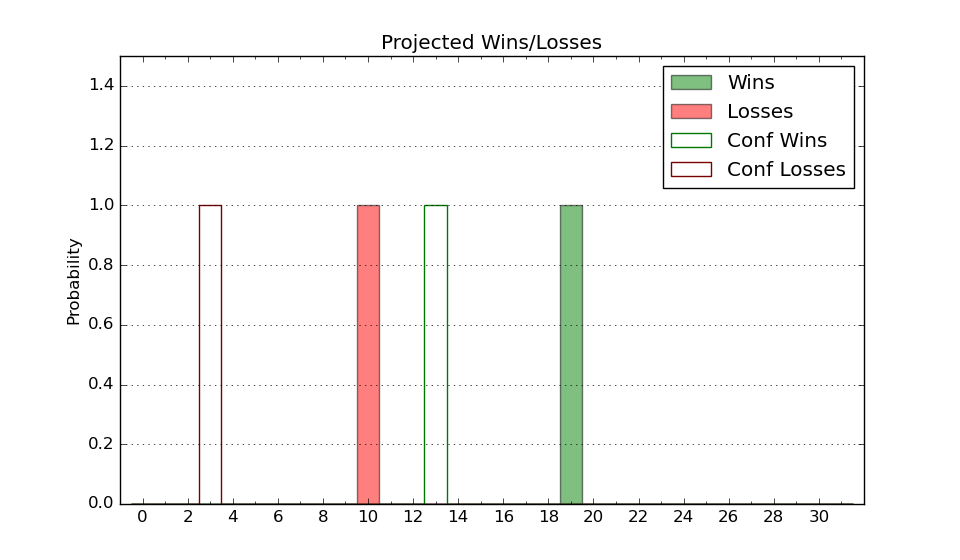 Projected Wins/Losses
Wins
Losses
Conf Wins
Conf Losses
Probability
1.4
1.2
1.0
0.8
0.6
0.4
0.2
0.0
0 2 4 6 8 10 12 14 16 18 20 22 24 26 28 30